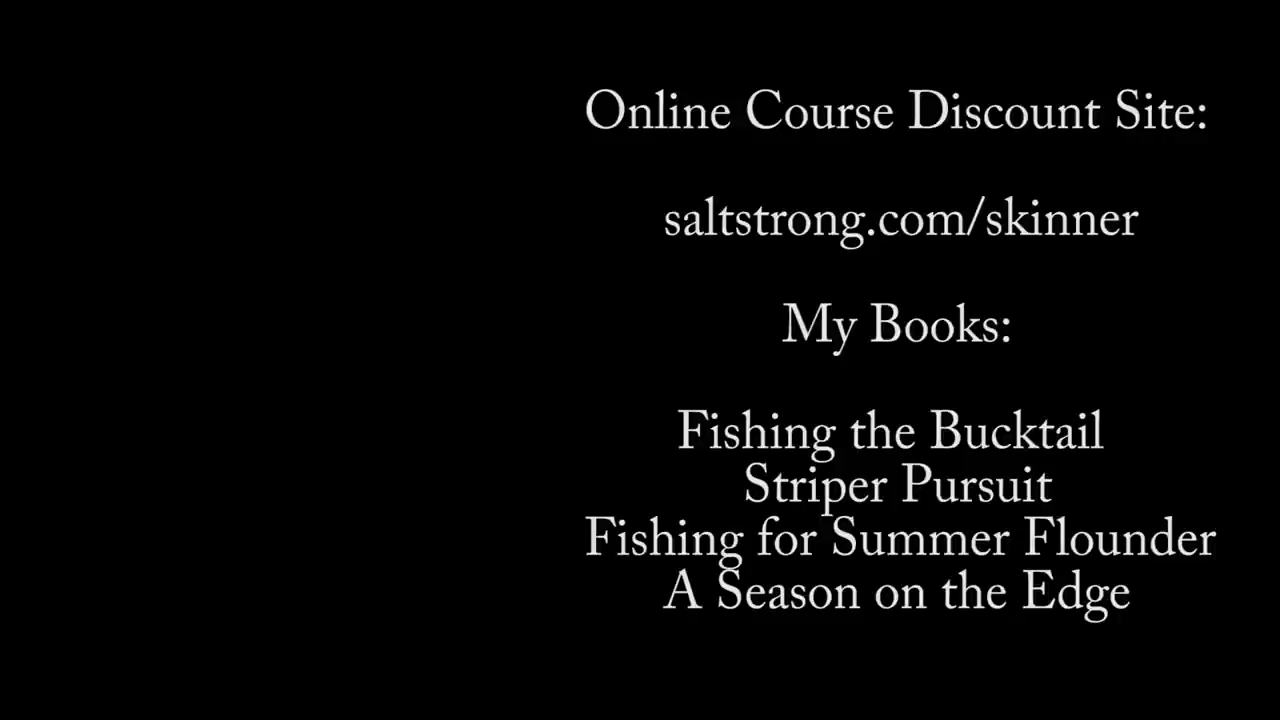 Online Course Discount Site:
saltstrong.com/skinner
My Books:
Fishing the Bucktail
Striper Pursuit
Fishing for Summer Flounder
A Season on the Edge